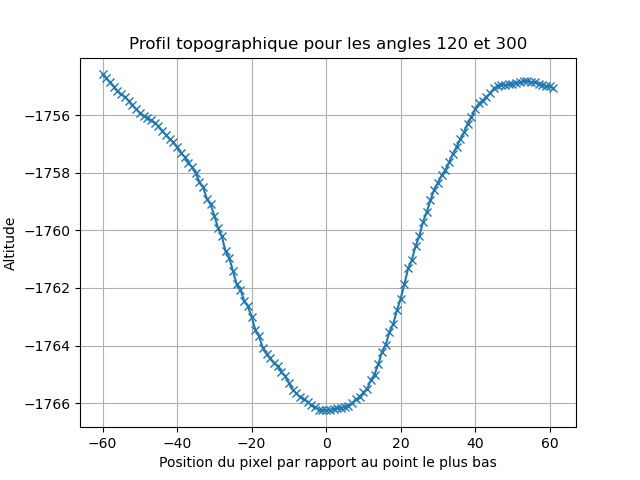 Profil topographique pour les angles 120 et 300
Altitude
−1756
−1758
−1760
−1762
−1764
−1766
−60 −40 −20 0 20 40 60
Position du pixel par rapport au point le plus bas